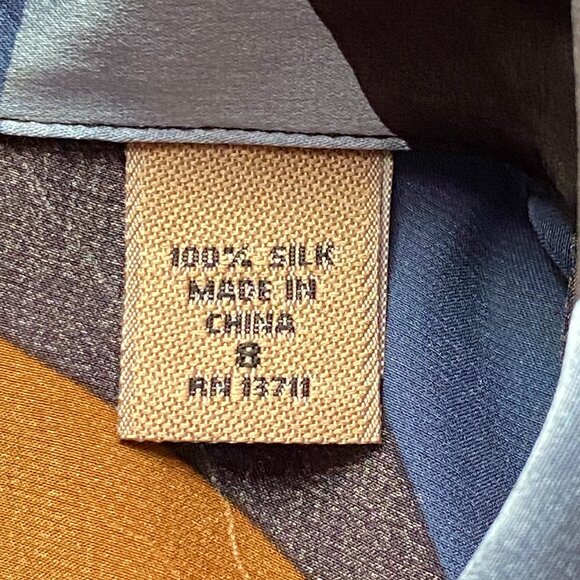 100% SILK
MADE IN
CHINA
8
RN 13711